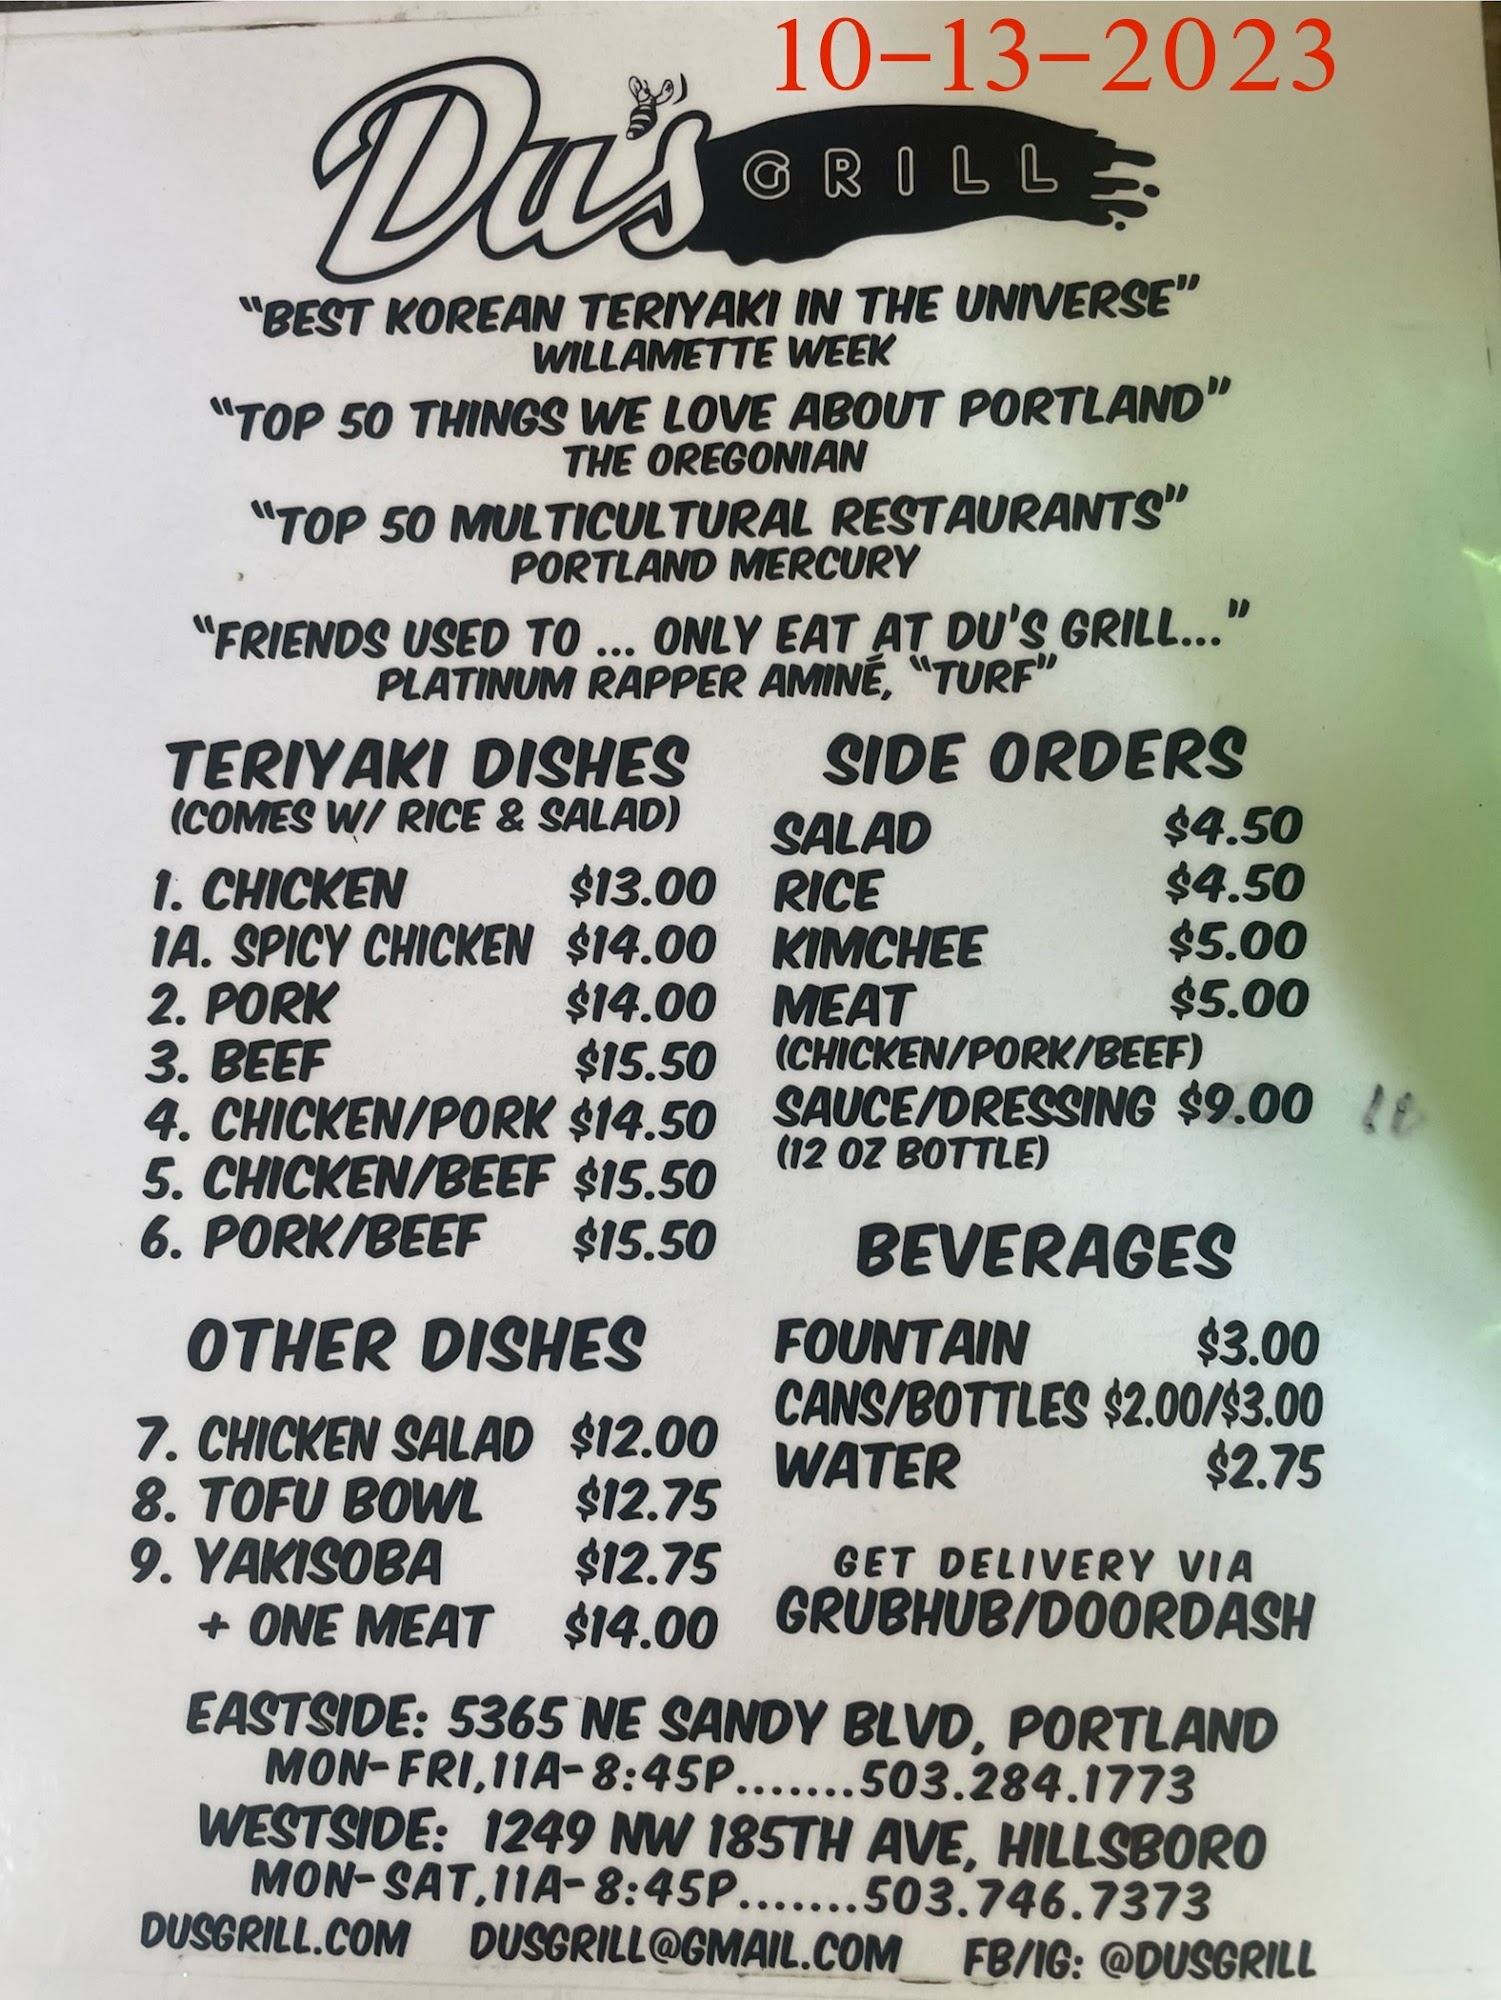 10-13-2023
Du's GRILL
"BEST KOREAN TERIYAKI IN THE UNIVERSE"
WILLAMETTE WEEK
"TOP 50 THINGS WE LOVE ABOUT PORTLAND"
THE OREGONIAN
"TOP 50 MULTICULTURAL RESTAURANTS"
PORTLAND MERCURY
"FRIENDS USED TO ... ONLY EAT AT DU'S GRILL..."
PLATINUM RAPPER AMINÉ, "TURF"
TERIYAKI DISHES
(COMES W/ RICE & SALAD)
1. CHICKEN $13.00
1A. SPICY CHICKEN $14.00
2. PORK $14.00
3. BEEF $15.50
4. CHICKEN/PORK $14.50
5. CHICKEN/BEEF $15.50
6. PORK/BEEF $15.50
OTHER DISHES
7. CHICKEN SALAD $12.00
8. TOFU BOWL $12.75
9. YAKISOBA $12.75
+ ONE MEAT $14.00
SIDE ORDERS
SALAD $4.50
RICE $4.50
KIMCHEE $5.00
MEAT $5.00
(CHICKEN/PORK/BEEF)
SAUCE/DRESSING $9.00
(12 OZ BOTTLE)
BEVERAGES
FOUNTAIN $3.00
CANS/BOTTLES $2.00/$3.00
WATER $2.75
GET DELIVERY VIA
GRUBHUB/DOORDASH
EASTSIDE: 5365 NE SANDY BLVD, PORTLAND
MON-FRI, 11A-8:45P.......503.284.1773
WESTSIDE: 1249 NW 185TH AVE, HILLSBORO
MON-SAT, 11A-8:45P.......503.746.7373
DUSGRILL.COM DUSGRILL@GMAIL.COM FB/IG: @DUSGRILL